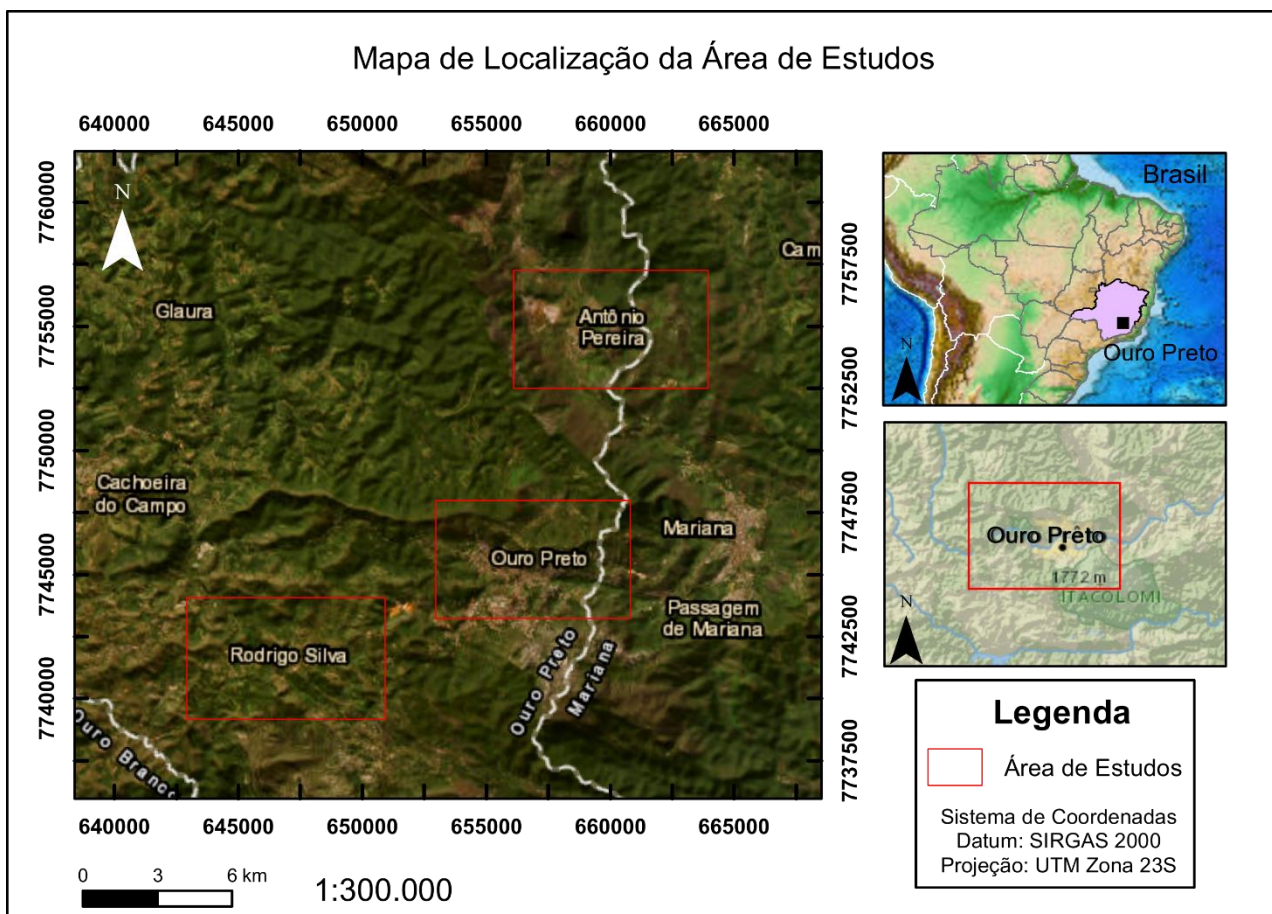 Mapa de Localização da Área de Estudos
640000 645000 650000 655000 660000 665000
7760000
7755000
7750000
7745000
7740000
N
Glaura
Cam
Antônio
Pereira
Cachoeira
do Campo
Ouro Preto
Mariana
Passagem
de Mariana
Rodrigo Silva
Ouro Preto
Mariana
Ouro Branco
7757500
7752500
7747500
7742500
7737500
640000 645000 650000 655000 660000 665000
0 3 6 km
1:300.000
Brasil
Ouro Preto
N
Ouro Prêto
1772 m
ITACOLOMI
N
Legenda
Área de Estudos
Sistema de Coordenadas
Datum: SIRGAS 2000
Projeção: UTM Zona 23S